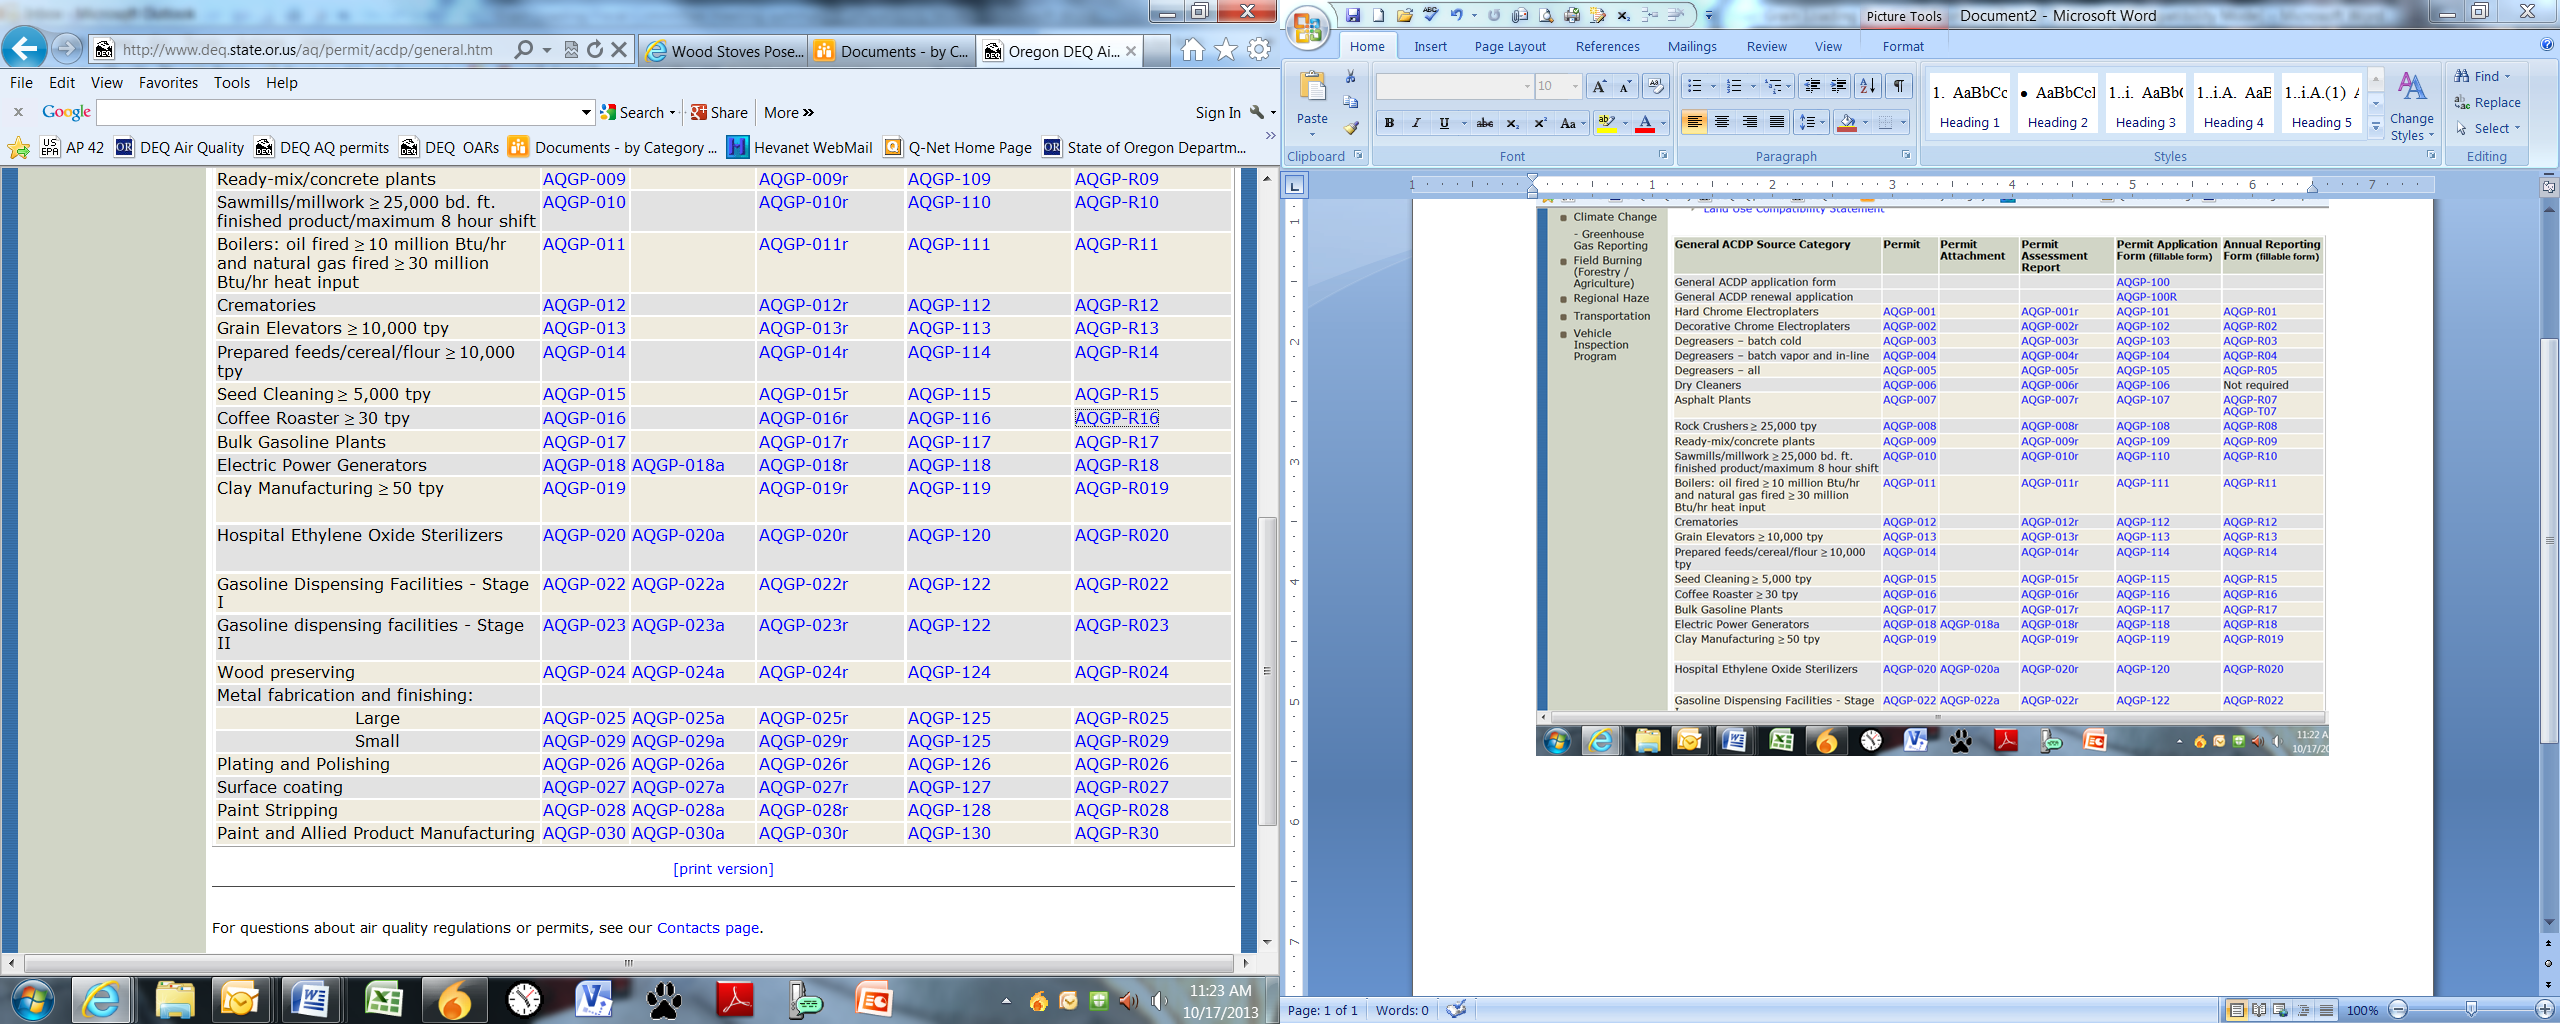 http://www.deq.state.or.us/aq/permit/acdp/general.htm
Wood Stoves Pose...
Documents - by C...
Oregon DEQ Ai...
File Edit View Favorites Tools Help
Google Search Share More » Sign In
AP 42 DEQ Air Quality DEQ AQ permits DEQ OARs Documents - by Category ... Hevanet WebMail Q-Net Home Page State of Oregon Departm...
Ready-mix/concrete plants AQGP-009 AQGP-009r AQGP-109 AQGP-R09
Sawmills/millwork ≥ 25,000 bd. ft. AQGP-010 AQGP-010r AQGP-110 AQGP-R10
finished product/maximum 8 hour shift
Boilers: oil fired ≥ 10 million Btu/hr AQGP-011 AQGP-011r AQGP-111 AQGP-R11
and natural gas fired ≥ 30 million
Btu/hr heat input
Crematories AQGP-012 AQGP-012r AQGP-112 AQGP-R12
Grain Elevators ≥ 10,000 tpy AQGP-013 AQGP-013r AQGP-113 AQGP-R13
Prepared feeds/cereal/flour ≥ 10,000 AQGP-014 AQGP-014r AQGP-114 AQGP-R14
tpy
Seed Cleaning ≥ 5,000 tpy AQGP-015 AQGP-015r AQGP-115 AQGP-R15
Coffee Roaster ≥ 30 tpy AQGP-016 AQGP-016r AQGP-116 AQGP-R16
Bulk Gasoline Plants AQGP-017 AQGP-017r AQGP-117 AQGP-R17
Electric Power Generators AQGP-018 AQGP-018a AQGP-018r AQGP-118 AQGP-R18
Clay Manufacturing ≥ 50 tpy AQGP-019 AQGP-019r AQGP-119 AQGP-R019
Hospital Ethylene Oxide Sterilizers AQGP-020 AQGP-020a AQGP-020r AQGP-120 AQGP-R020
Gasoline Dispensing Facilities - Stage AQGP-022 AQGP-022a AQGP-022r AQGP-122 AQGP-R022
I
Gasoline dispensing facilities - Stage AQGP-023 AQGP-023a AQGP-023r AQGP-122 AQGP-R023
II
Wood preserving AQGP-024 AQGP-024a AQGP-024r AQGP-124 AQGP-R024
Metal fabrication and finishing:
Large AQGP-025 AQGP-025a AQGP-025r AQGP-125 AQGP-R025
Small AQGP-029 AQGP-029a AQGP-029r AQGP-125 AQGP-R029
Plating and Polishing AQGP-026 AQGP-026a AQGP-026r AQGP-126 AQGP-R026
Surface coating AQGP-027 AQGP-027a AQGP-027r AQGP-127 AQGP-R027
Paint Stripping AQGP-028 AQGP-028a AQGP-028r AQGP-128 AQGP-R028
Paint and Allied Product Manufacturing AQGP-030 AQGP-030a AQGP-030r AQGP-130 AQGP-R30
[print version]
For questions about air quality regulations or permits, see our Contacts page.
11:23 AM
10/17/2013
Picture Tools Document2 - Microsoft Word
Home Insert Page Layout References Mailings Review View Format
Paste
Clipboard
10
Font
Paragraph
1. AaBbCc • AaBbCcI 1..i. AaBb( 1..i.A. AaE 1..i.A.(1) A
Heading 1 Heading 2 Heading 3 Heading 4 Heading 5
Change
Styles
Styles
Find
Replace
Select
Editing
Land Use Compatibility Statement
Climate Change
- Greenhouse
Gas Reporting
Field Burning
(Forestry /
Agriculture)
Regional Haze
Transportation
Vehicle
Inspection
Program
General ACDP Source Category Permit Permit Permit Permit Application Annual Reporting
Attachment Assessment Form (fillable form) Form (fillable form)
Report
General ACDP application form AQGP-100
General ACDP renewal application AQGP-100R
Hard Chrome Electroplaters AQGP-001 AQGP-001r AQGP-101 AQGP-R01
Decorative Chrome Electroplaters AQGP-002 AQGP-002r AQGP-102 AQGP-R02
Degreasers – batch cold AQGP-003 AQGP-003r AQGP-103 AQGP-R03
Degreasers – batch vapor and in-line AQGP-004 AQGP-004r AQGP-104 AQGP-R04
Degreasers – all AQGP-005 AQGP-005r AQGP-105 AQGP-R05
Dry Cleaners AQGP-006 AQGP-006r AQGP-106 Not required
Asphalt Plants AQGP-007 AQGP-007r AQGP-107 AQGP-R07
AQGP-T07
Rock Crushers ≥ 25,000 tpy AQGP-008 AQGP-008r AQGP-108 AQGP-R08
Ready-mix/concrete plants AQGP-009 AQGP-009r AQGP-109 AQGP-R09
Sawmills/millwork ≥ 25,000 bd. ft. AQGP-010 AQGP-010r AQGP-110 AQGP-R10
finished product/maximum 8 hour shift
Boilers: oil fired ≥ 10 million Btu/hr AQGP-011 AQGP-011r AQGP-111 AQGP-R11
and natural gas fired ≥ 30 million
Btu/hr heat input
Crematories AQGP-012 AQGP-012r AQGP-112 AQGP-R12
Grain Elevators ≥ 10,000 tpy AQGP-013 AQGP-013r AQGP-113 AQGP-R13
Prepared feeds/cereal/flour ≥ 10,000 AQGP-014 AQGP-014r AQGP-114 AQGP-R14
tpy
Seed Cleaning ≥ 5,000 tpy AQGP-015 AQGP-015r AQGP-115 AQGP-R15
Coffee Roaster ≥ 30 tpy AQGP-016 AQGP-016r AQGP-116 AQGP-R16
Bulk Gasoline Plants AQGP-017 AQGP-017r AQGP-117 AQGP-R17
Electric Power Generators AQGP-018 AQGP-018a AQGP-018r AQGP-118 AQGP-R18
Clay Manufacturing ≥ 50 tpy AQGP-019 AQGP-019r AQGP-119 AQGP-R019
Hospital Ethylene Oxide Sterilizers AQGP-020 AQGP-020a AQGP-020r AQGP-120 AQGP-R020
Gasoline Dispensing Facilities - Stage AQGP-022 AQGP-022a AQGP-022r AQGP-122 AQGP-R022
11:22 A
10/17/20
Page: 1 of 1 Words: 0 100%